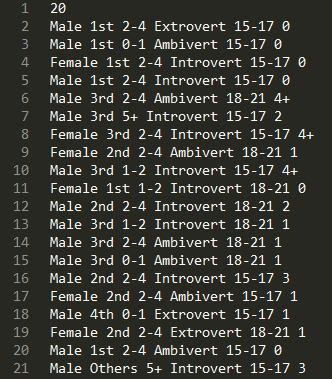 1 20
2 Male 1st 2-4 Extrovert 15-17 0
3 Male 1st 0-1 Ambivert 15-17 0
4 Female 1st 2-4 Introvert 15-17 0
5 Male 1st 2-4 Introvert 15-17 0
6 Male 3rd 2-4 Ambivert 18-21 4+
7 Male 3rd 5+ Introvert 15-17 2
8 Female 3rd 2-4 Introvert 15-17 4+
9 Female 2nd 2-4 Ambivert 18-21 1
10 Male 3rd 1-2 Introvert 15-17 4+
11 Female 1st 1-2 Introvert 18-21 0
12 Male 2nd 2-4 Introvert 18-21 2
13 Male 3rd 1-2 Introvert 18-21 1
14 Male 3rd 2-4 Ambivert 18-21 1
15 Male 3rd 0-1 Ambivert 18-21 1
16 Male 2nd 2-4 Introvert 15-17 3
17 Female 2nd 2-4 Ambivert 15-17 1
18 Male 4th 0-1 Extrovert 15-17 1
19 Female 2nd 2-4 Extrovert 18-21 1
20 Male 1st 2-4 Ambivert 15-17 0
21 Male Others 5+ Introvert 15-17 3